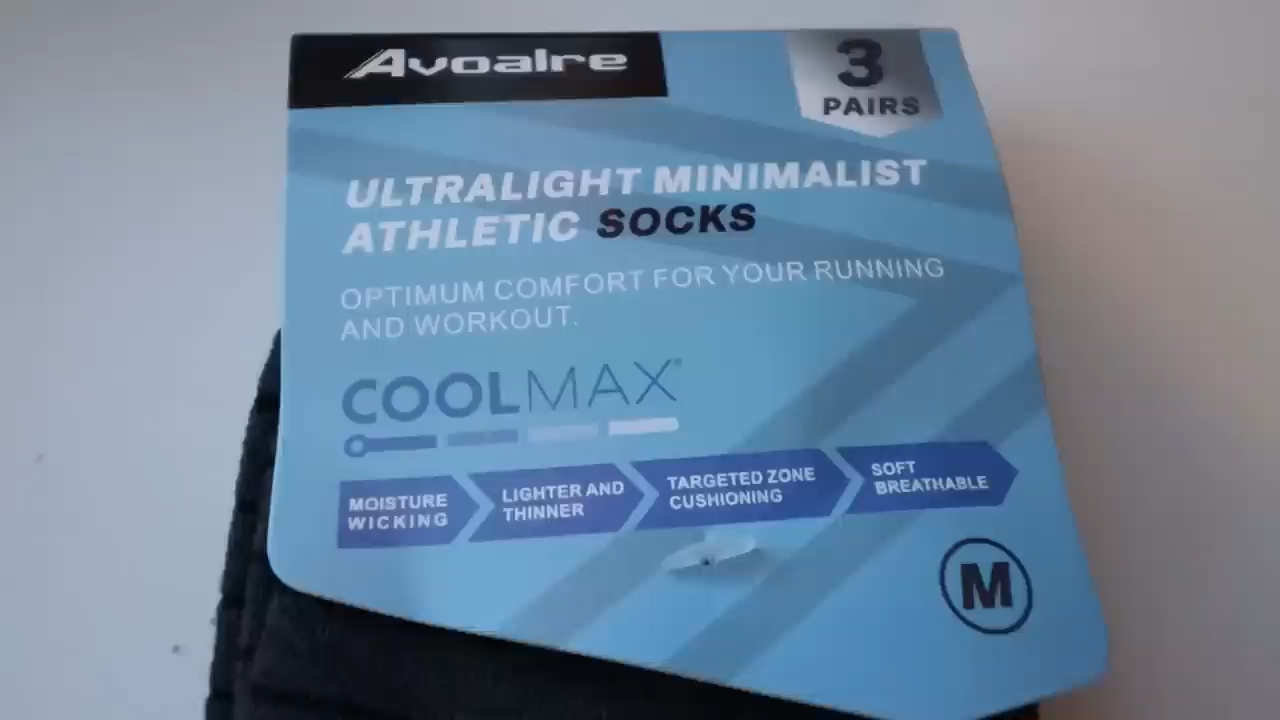 Avoalre
3
PAIRS
ULTRALIGHT MINIMALIST
ATHLETIC SOCKS
OPTIMUM COMFORT FOR YOUR RUNNING
AND WORKOUT.
COOLMAX®
MOISTURE
WICKING
LIGHTER AND
THINNER
TARGETED ZONE
CUSHIONING
SOFT
BREATHABLE
M